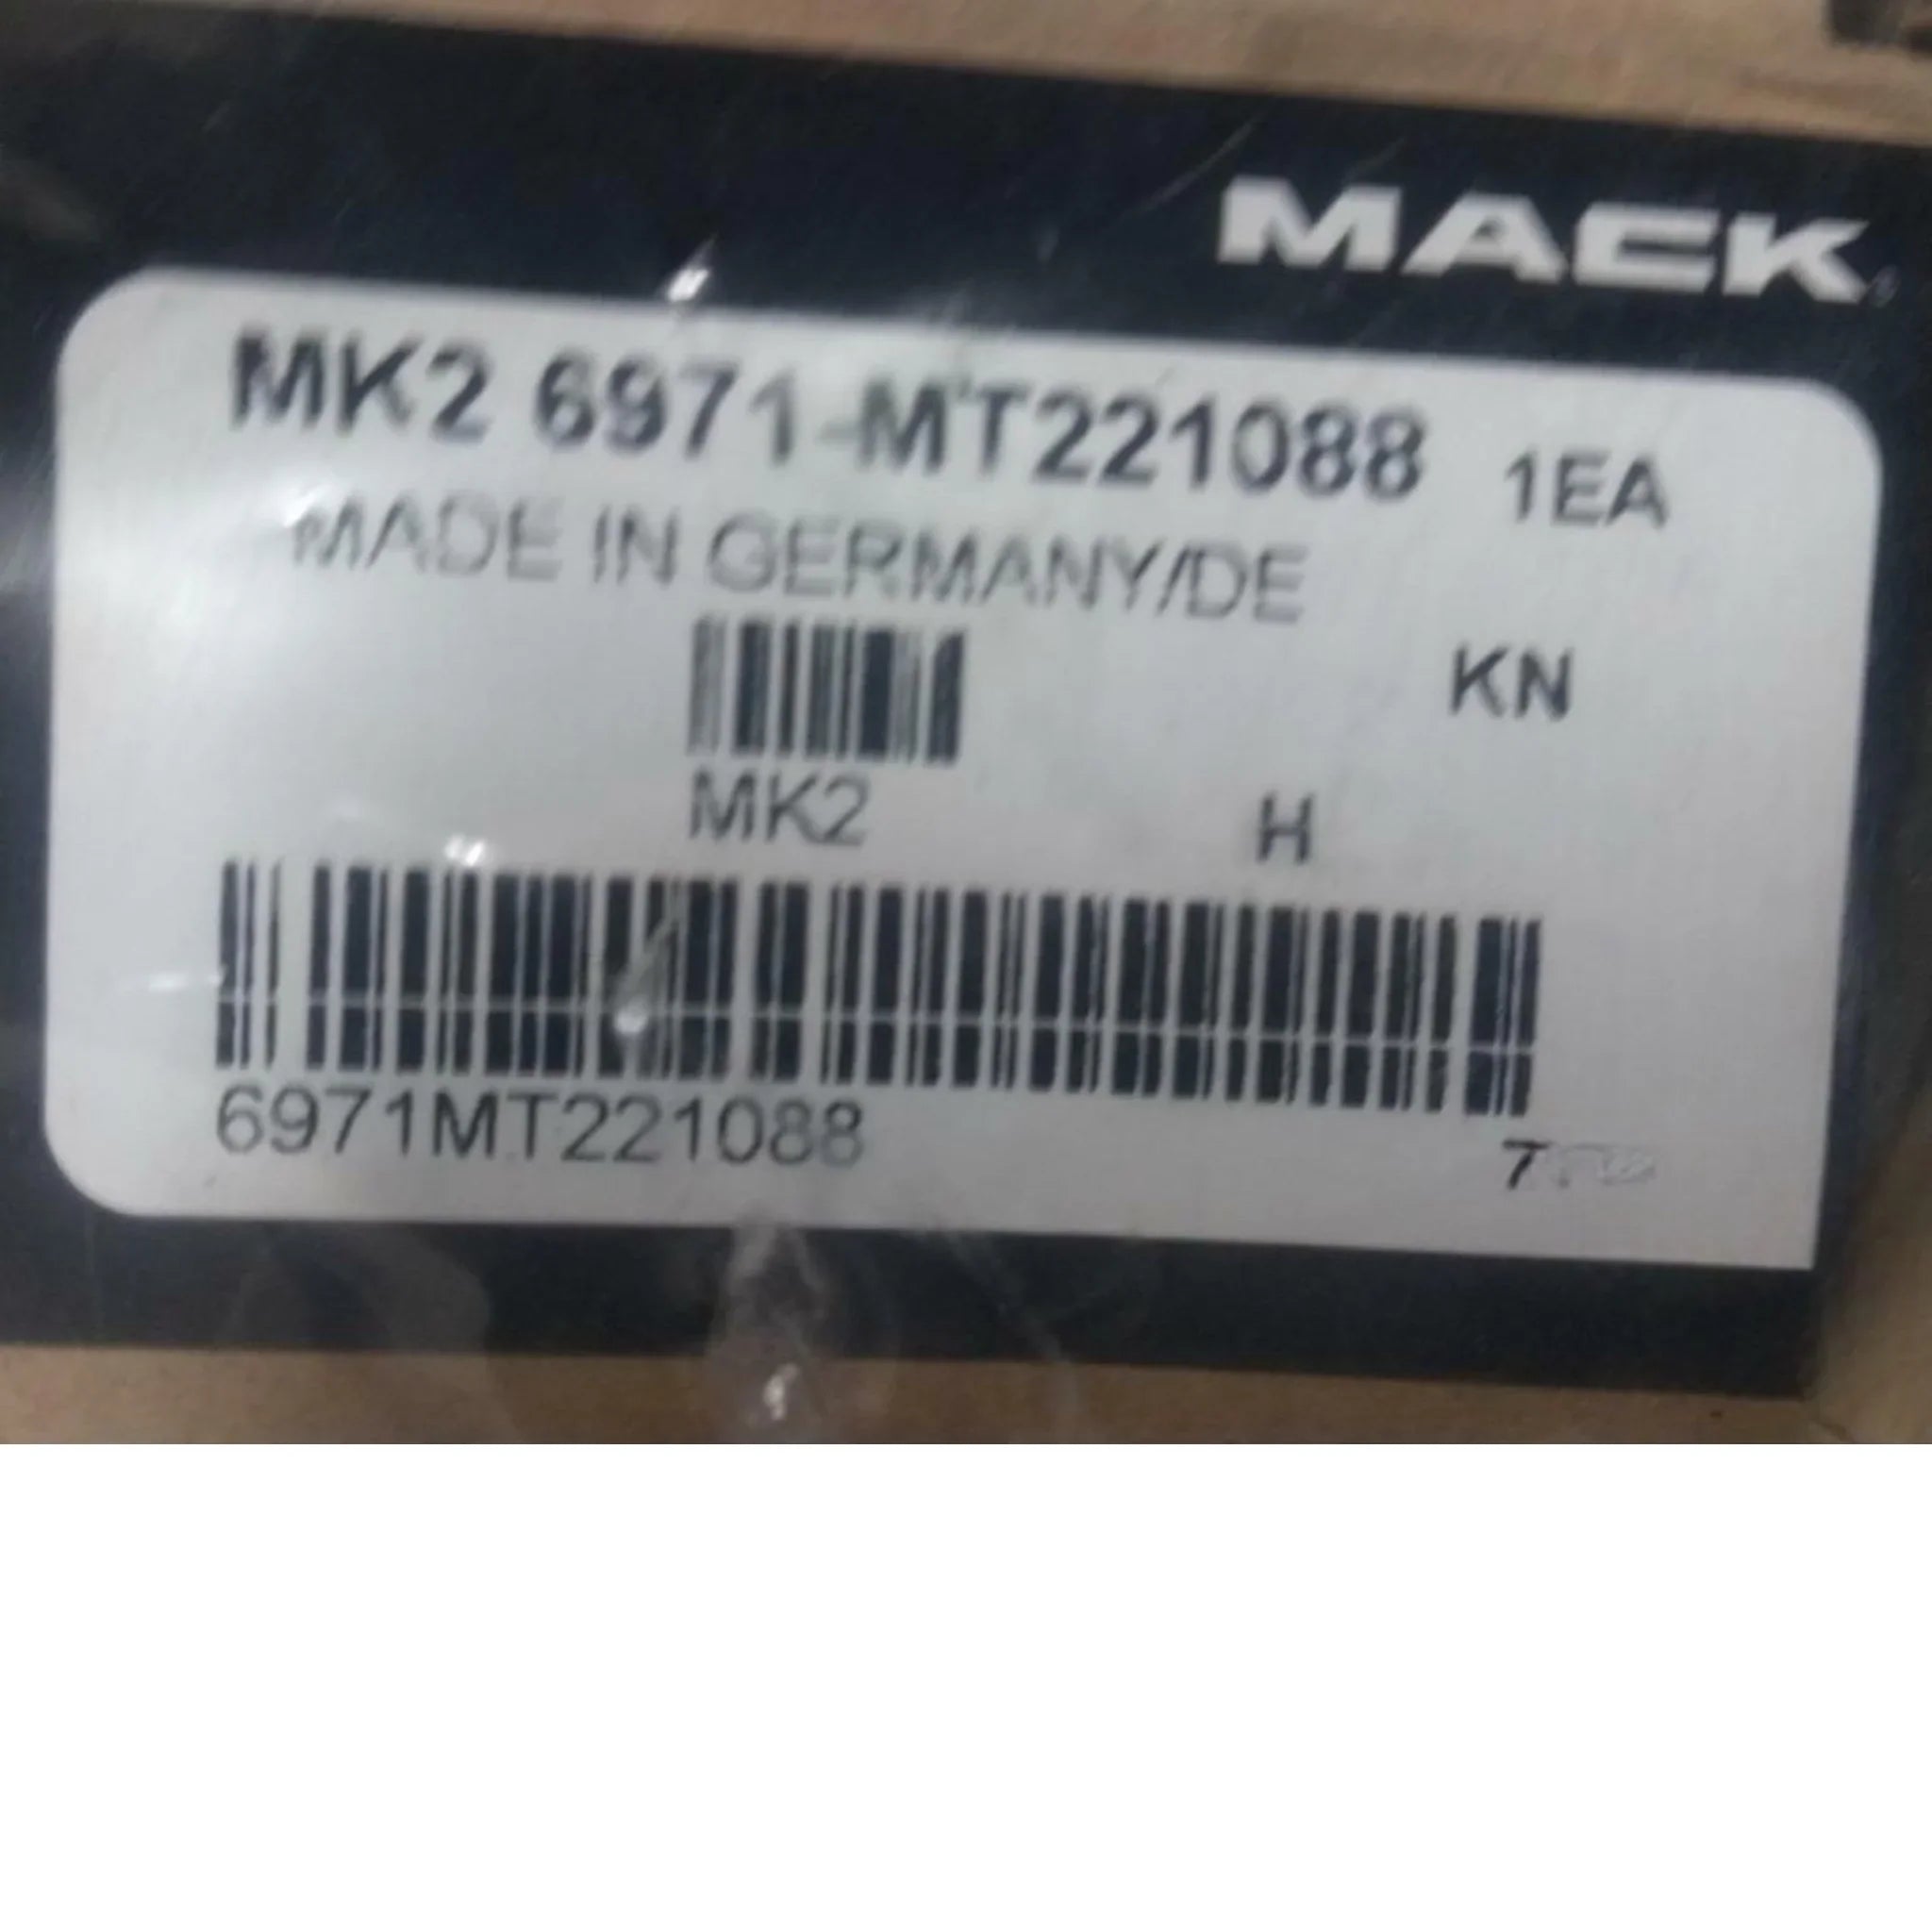 MACK
MK2 6971-MT221088 1EA
MADE IN GERMANY/DE
KN
MK2 H
6971MT221088